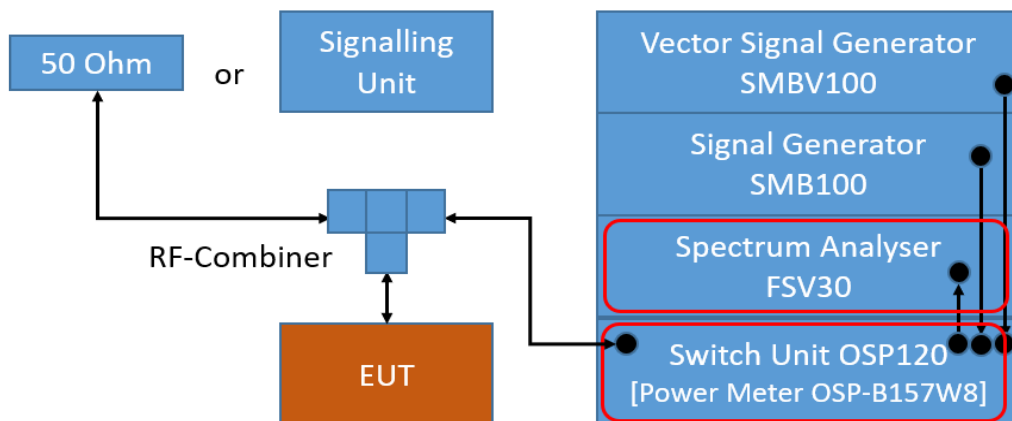 50 Ohm
or
Signalling
Unit
Vector Signal Generator
SMBV100
Signal Generator
SMB100
RF-Combiner
Spectrum Analyser
FSV30
EUT
Switch Unit OSP120
[Power Meter OSP-B157W8]